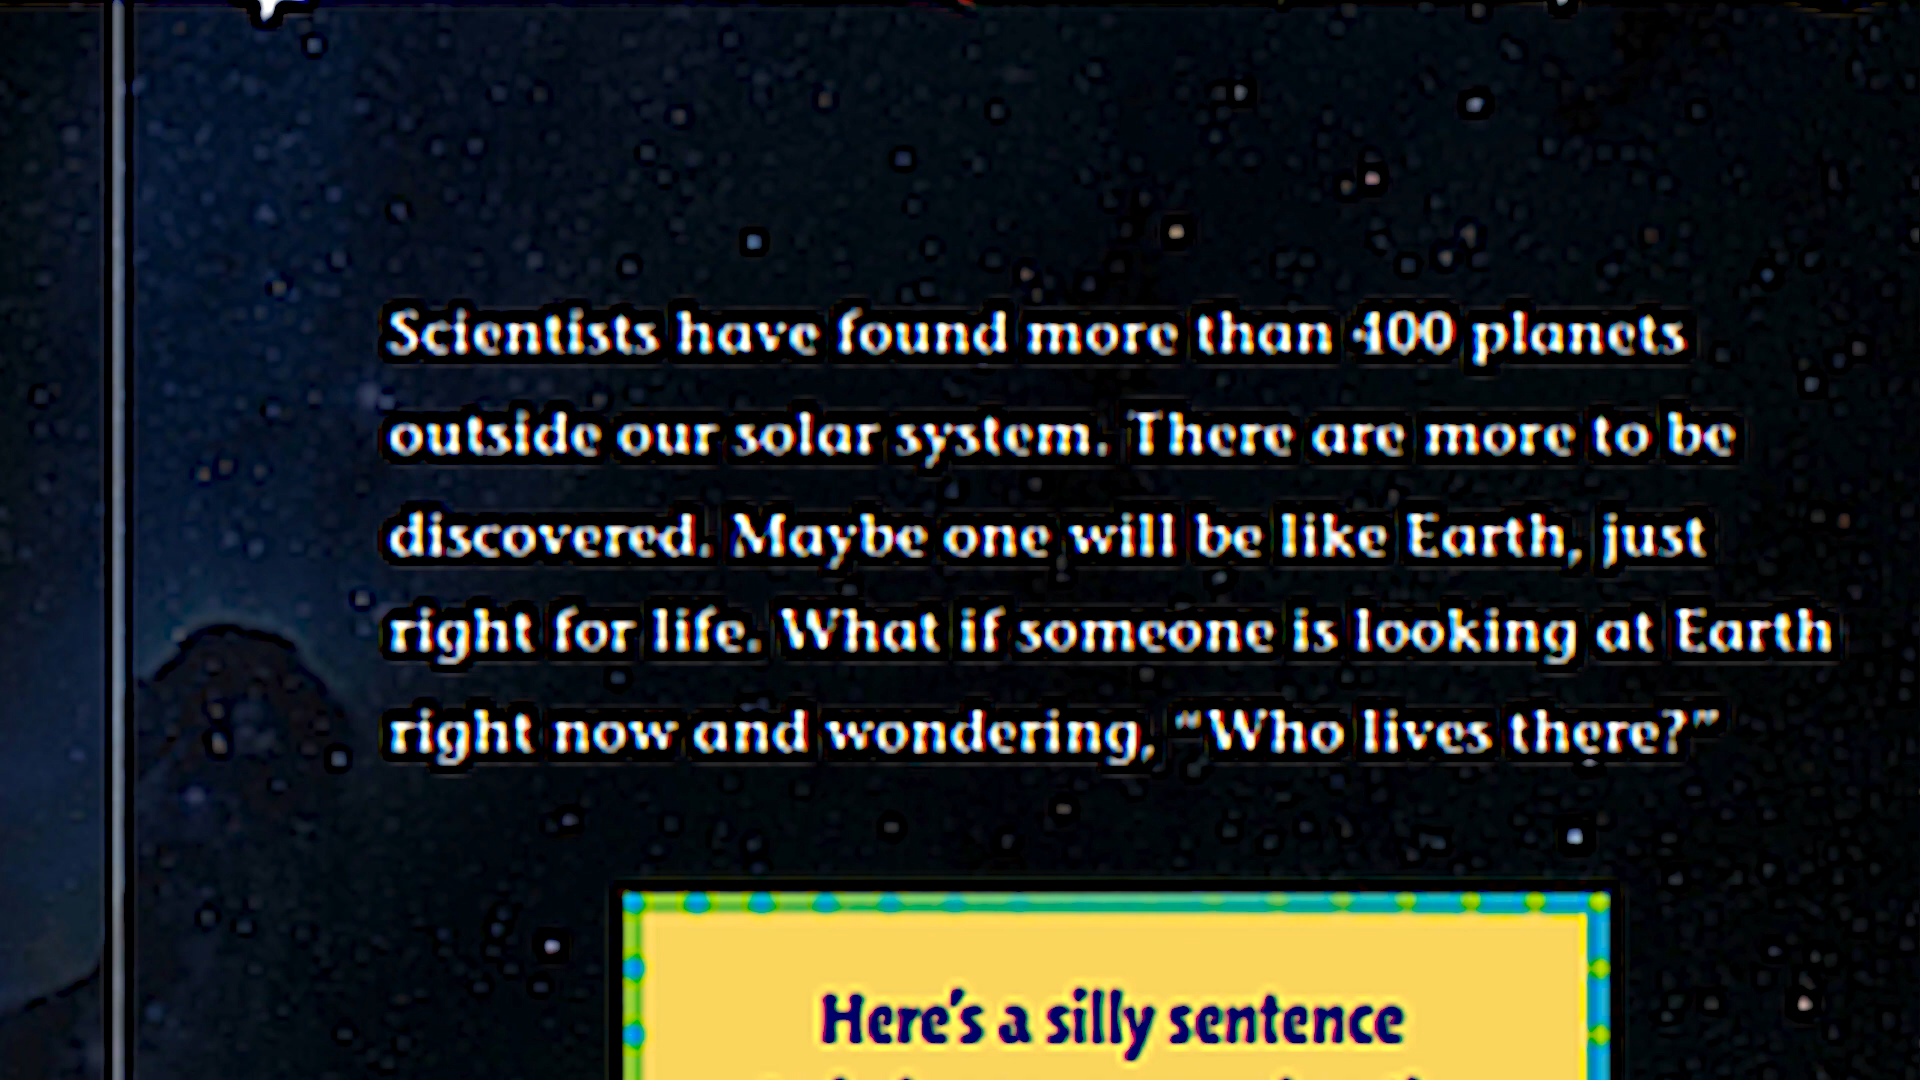 Scientists have found more than 400 planets
outside our solar system. There are more to be
discovered. Maybe one will be like Earth, just
right for life. What if someone is looking at Earth
right now and wondering, “Who lives there?”
Here's a silly sentence